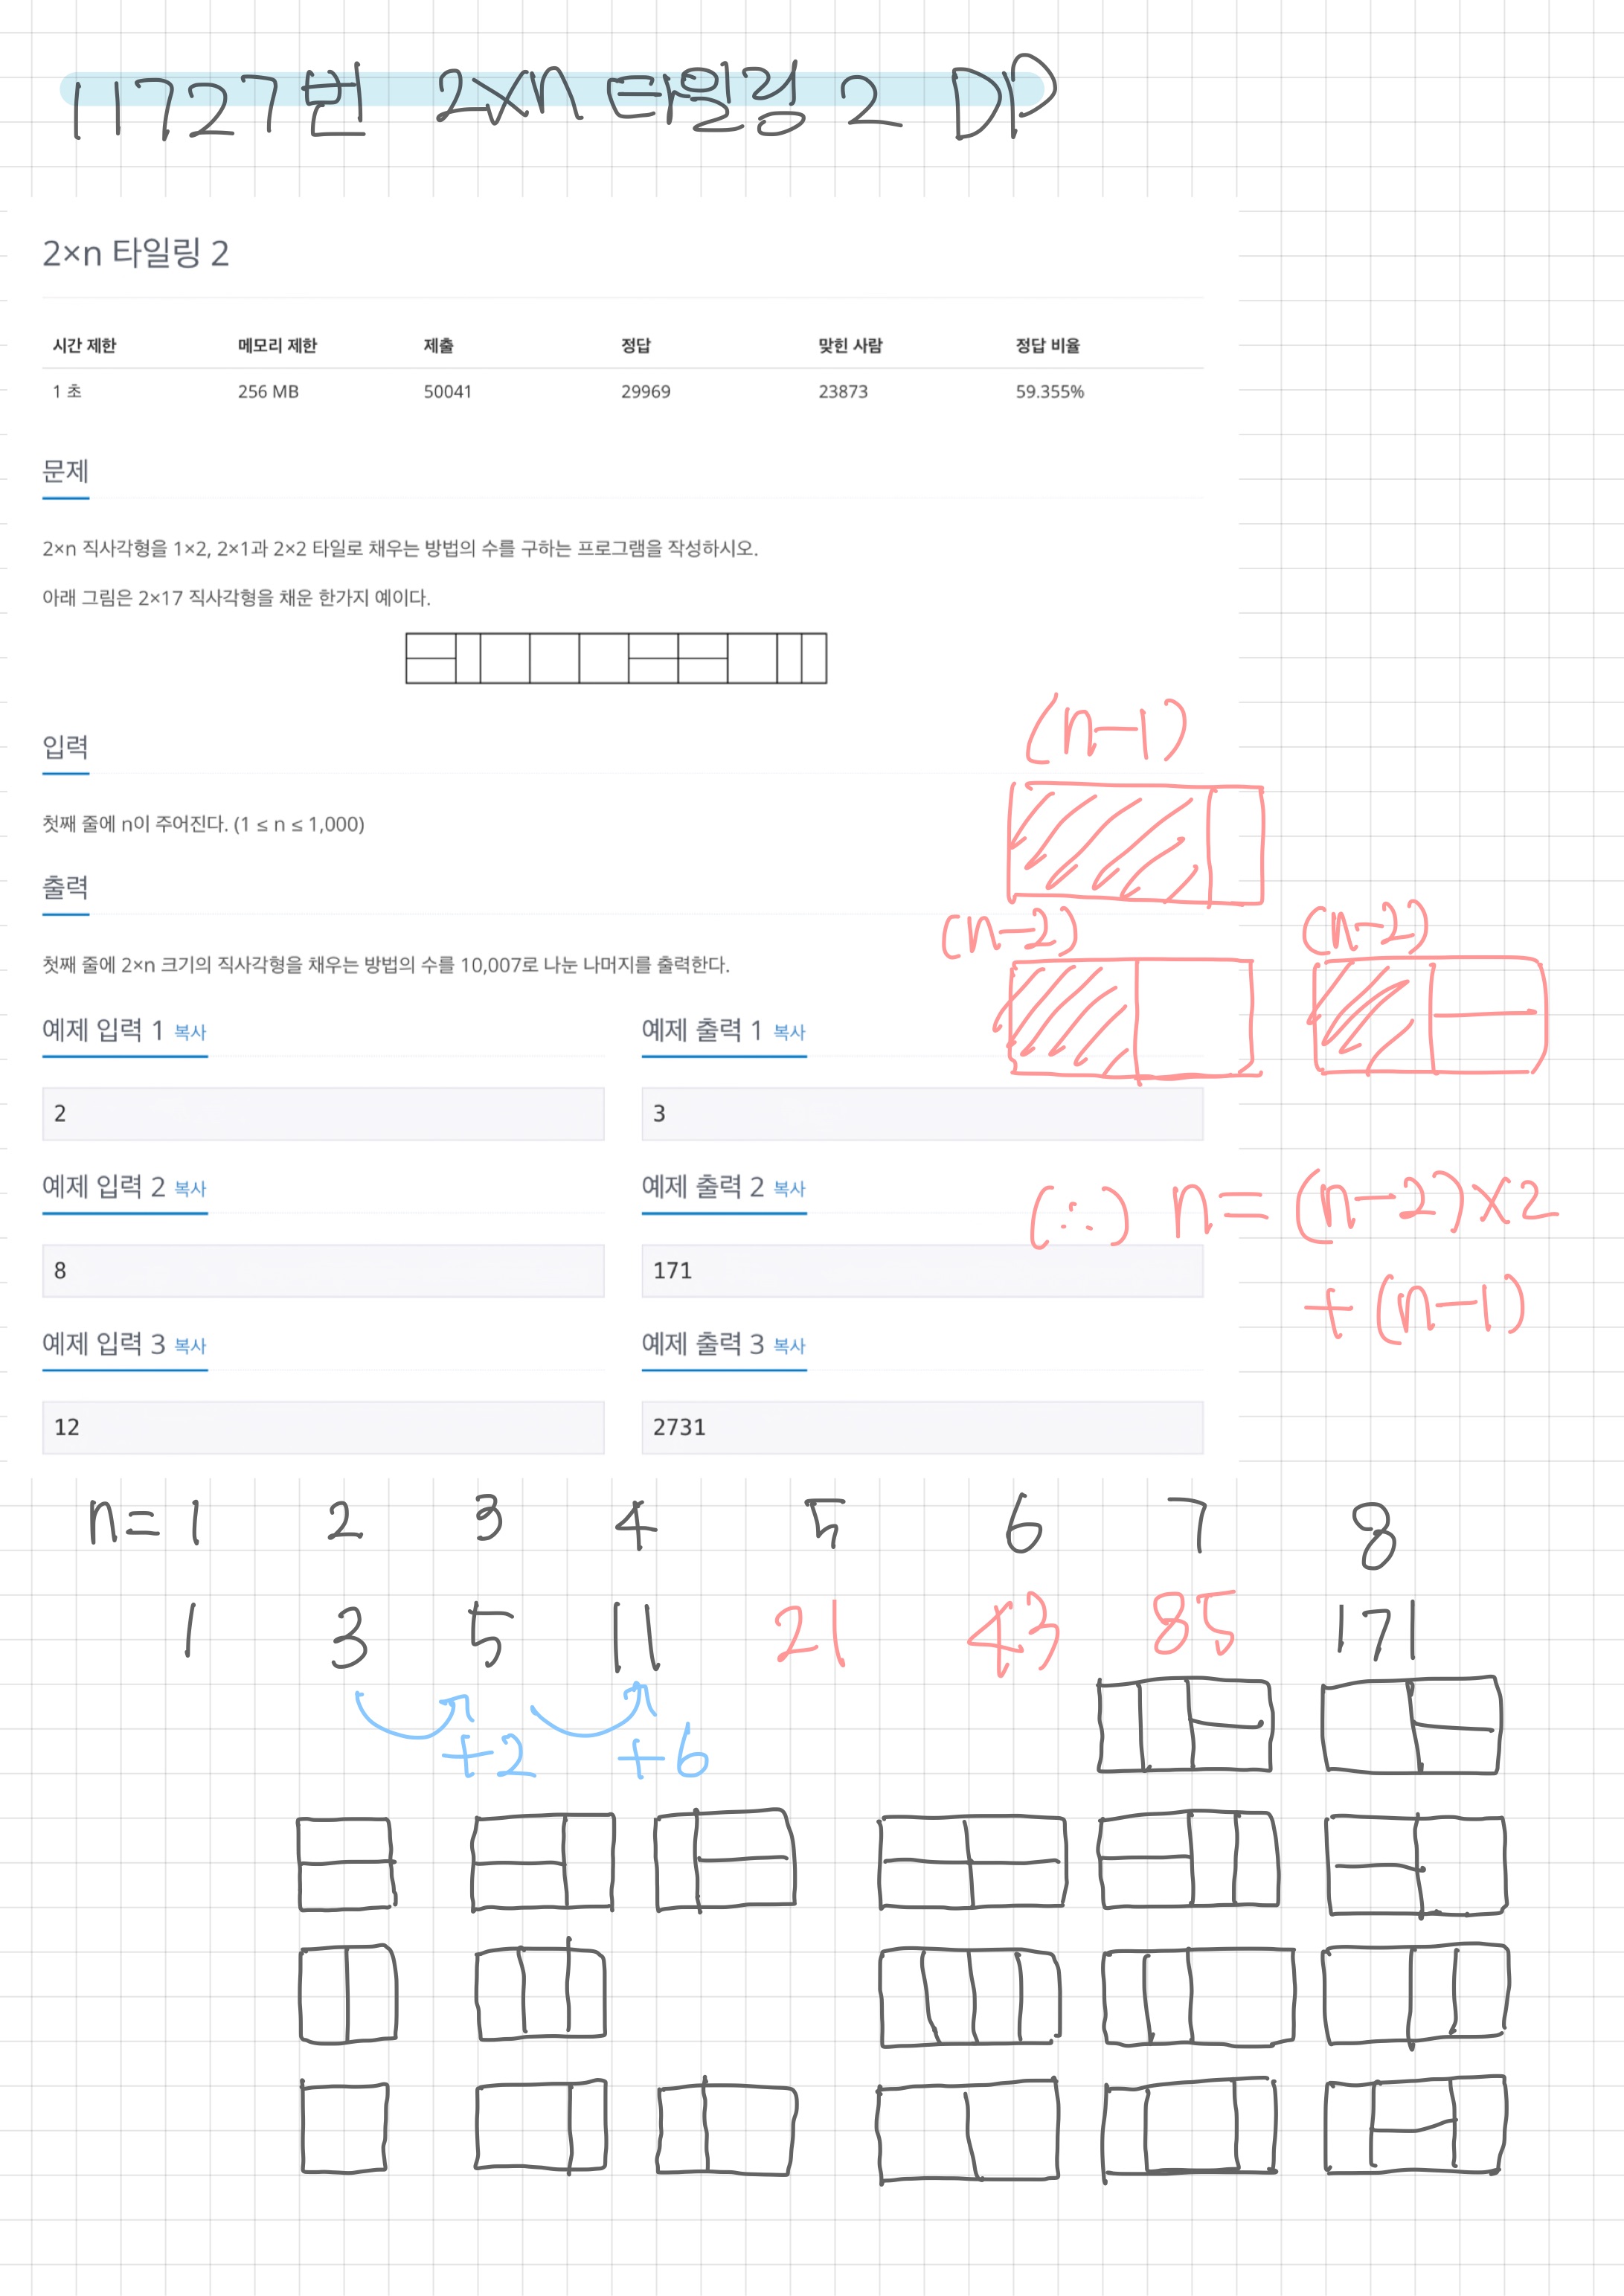 11727번 2×n 타일링 2 DP
2×n 타일링 2
시간 제한 메모리 제한 제출 정답 맞힌 사람 정답 비율
1 초 256 MB 50041 29969 23873 59.355%
문제
2×n 직사각형을 1×2, 2×1과 2×2 타일로 채우는 방법의 수를 구하는 프로그램을 작성하시오.
아래 그림은 2×17 직사각형을 채운 한가지 예이다.
(n-1)
입력
첫째 줄에 n이 주어진다. (1 ≤ n ≤ 1,000)
출력
(n-2) (n-2)
첫째 줄에 2×n 크기의 직사각형을 채우는 방법의 수를 10,007로 나눈 나머지를 출력한다.
예제 입력 1 복사 예제 출력 1 복사
2 3
예제 입력 2 복사 예제 출력 2 복사
(∴) n = (n-2)×2
8 171
+ (n-1)
예제 입력 3 복사 예제 출력 3 복사
12 2731
n= 1 2 3 4 5 6 7 8
1 3 5 11 21 43 85 171
+2 +6